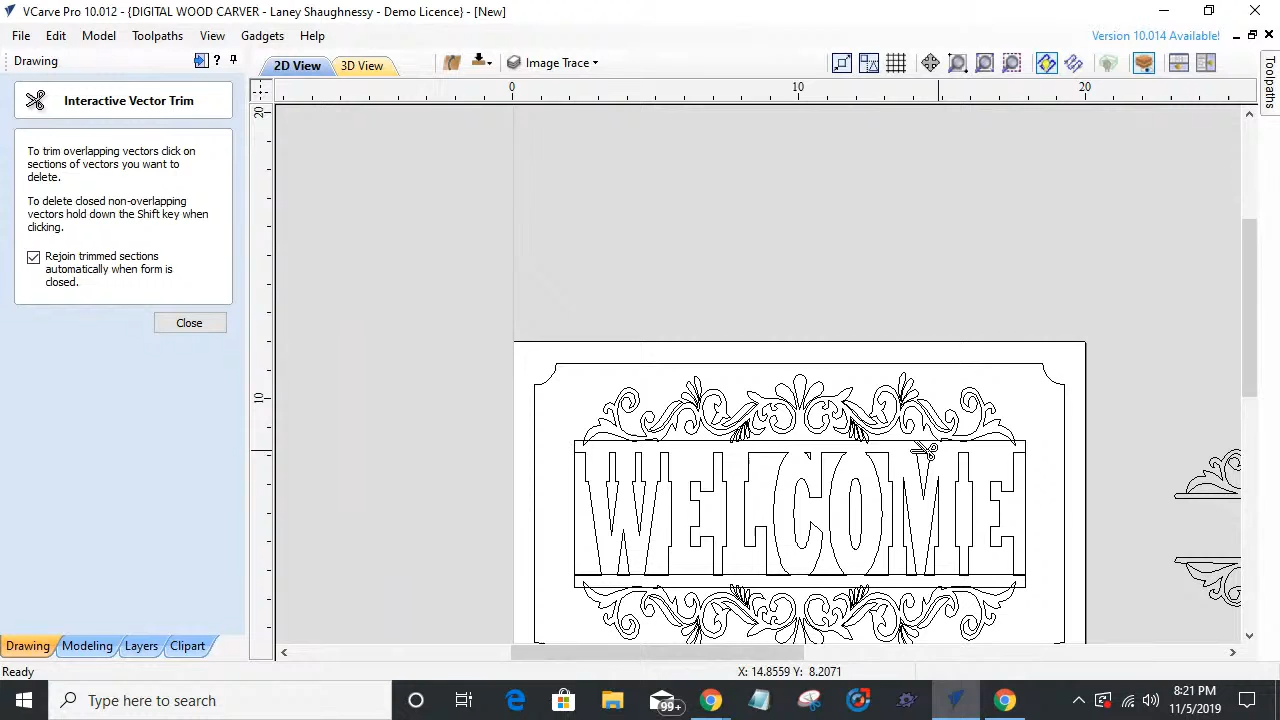 VCarve Pro 10.012 - {DIGITAL WOOD CARVER - Laney Shaughnessy - Demo Licence} - [New]
File Edit Model Toolpaths View Gadgets Help Version 10.014 Available!
Drawing ?
2D View 3D View Image Trace
Toolpaths
Interactive Vector Trim
To trim overlapping vectors click on
sections of vectors you want to
delete.
To delete closed non-overlapping
vectors hold down the Shift key when
clicking.
Rejoin trimmed sections
automatically when form is
closed.
Close
0 10 20
20
10
WELCOME
Drawing Modeling Layers Clipart
Ready X: 14.8559 Y: 8.2071
Type here to search
99+
8:21 PM
11/5/2019